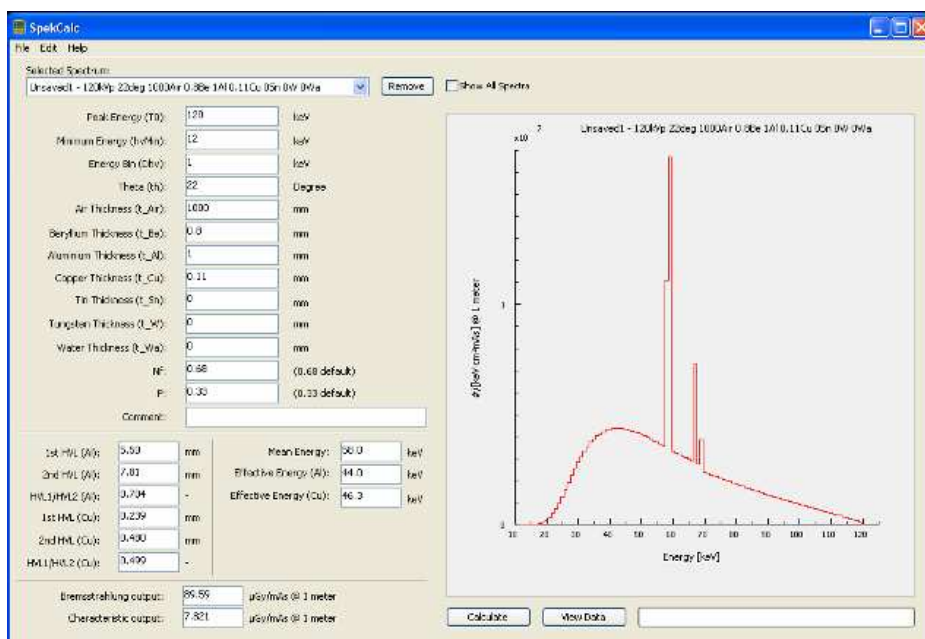 SpekCalc
File Edit Help
Selected Spectrum:
Unsaved1 - 120kVp 22deg 1000Air 0.8Be 1Al 0.11Cu 0Sn 0W 0Wa
Remove
Show All Spectra
Peak Energy (T0): 120 keV
Minimum Energy (hvMin): 12 keV
Energy Bin (Dhv): 1 keV
Theta (th): 22 Degree
Air Thickness (t_Air): 1000 mm
Beryllium Thickness (t_Be): 0.8 mm
Aluminium Thickness (t_Al): 1 mm
Copper Thickness (t_Cu): 0.11 mm
Tin Thickness (t_Sn): 0 mm
Tungsten Thickness (t_W): 0 mm
Water Thickness (t_Wa): 0 mm
Nf: 0.68 (0.68 default)
P: 0.33 (0.33 default)
Comment:
1st HVL (Al): mm
2nd HVL (Al): 7.81 mm
HVL1/HVL2 (Al): -
1st HVL (Cu): 0.239 mm
2nd HVL (Cu): 0.480 mm
HVL1/HVL2 (Cu): 0.499 -
Mean Energy: 58.0 keV
Effective Energy (Al): 44.0 keV
Effective Energy (Cu): 46.3 keV
Bremsstrahlung output: 89.59 µGy/mAs @ 1 meter
Characteristic output: 7.821 µGy/mAs @ 1 meter
x10 7
Unsaved1 - 120kVp 22deg 1000Air 0.8Be 1Al 0.11Cu 0Sn 0W 0Wa
1
0
#/[keV cm² mAs] @ 1 meter
10 20 30 40 50 60 70 80 90 100 110 120
Energy [keV]
Calculate
View Data